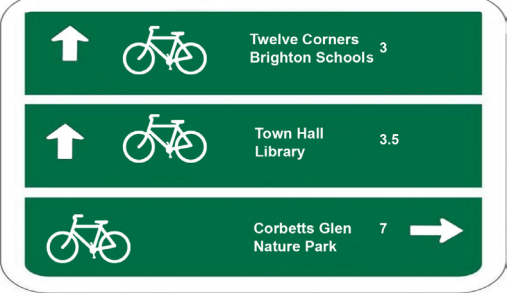 Twelve Corners
Brighton Schools 3
Town Hall 3.5
Library
Corbetts Glen 7
Nature Park